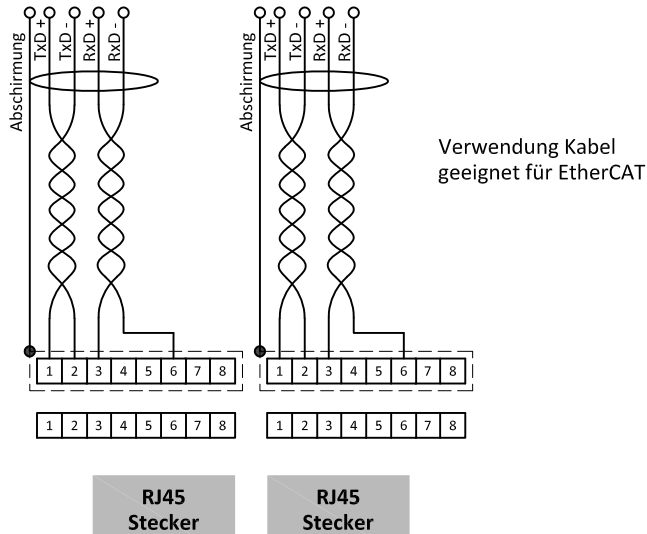 Abschirmung
TxD +
TxD -
RxD +
RxD -
Abschirmung
TxD +
TxD -
RxD +
RxD -
Verwendung Kabel
geeignet für EtherCAT
1 2 3 4 5 6 7 8
1 2 3 4 5 6 7 8
1 2 3 4 5 6 7 8
1 2 3 4 5 6 7 8
RJ45
Stecker
RJ45
Stecker